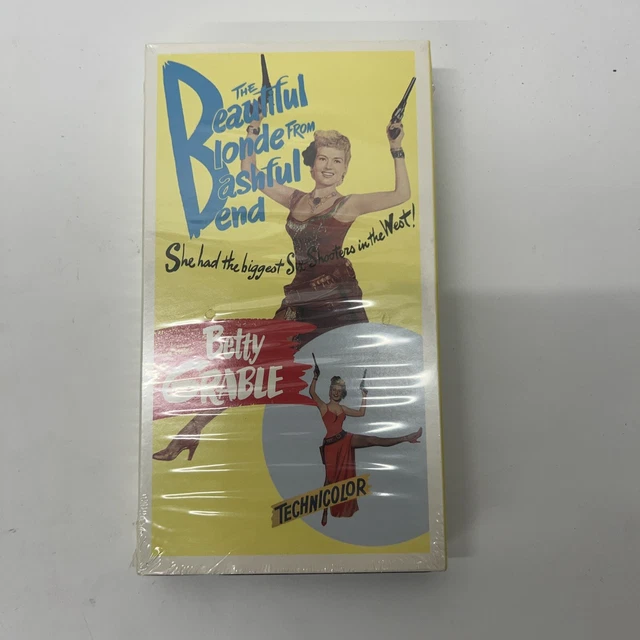 THE
Beautiful
Blonde FROM
Bashful
Bend
She had the biggest Six Shooters in the West!
Betty
GRABLE
TECHNICOLOR